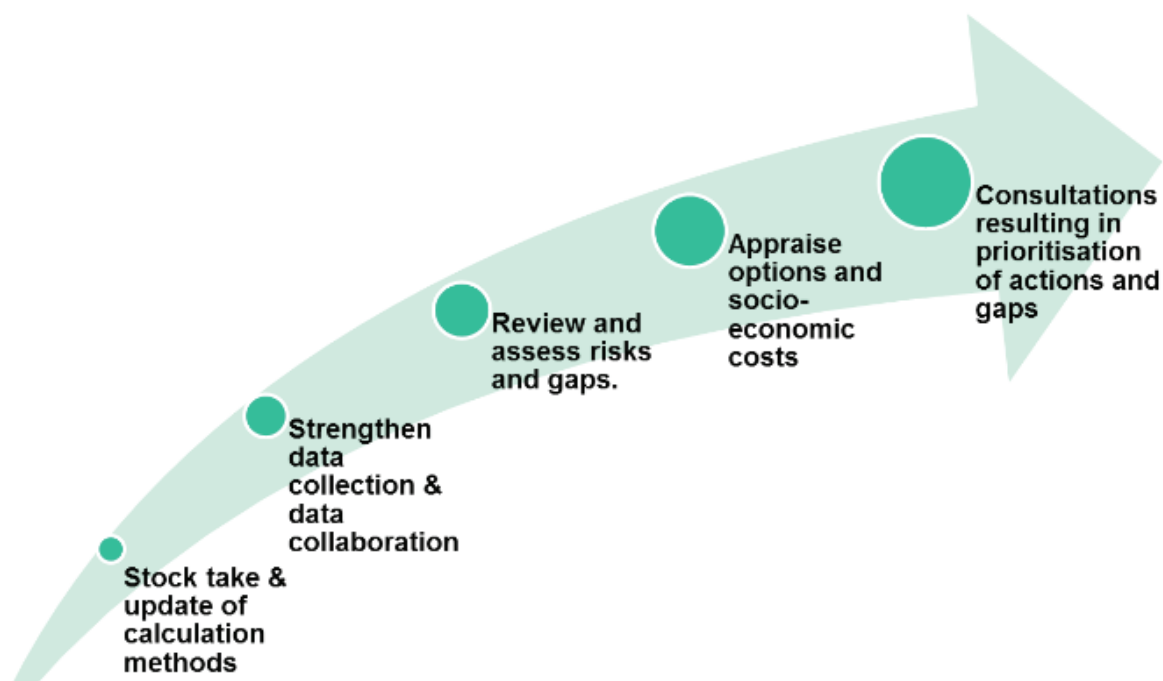 Stock take &
update of
calculation
methods
Strengthen
data
collection &
data
collaboration
Review and
assess risks
and gaps.
Appraise
options and
socio-
economic
costs
Consultations
resulting in
prioritisation
of actions and
gaps